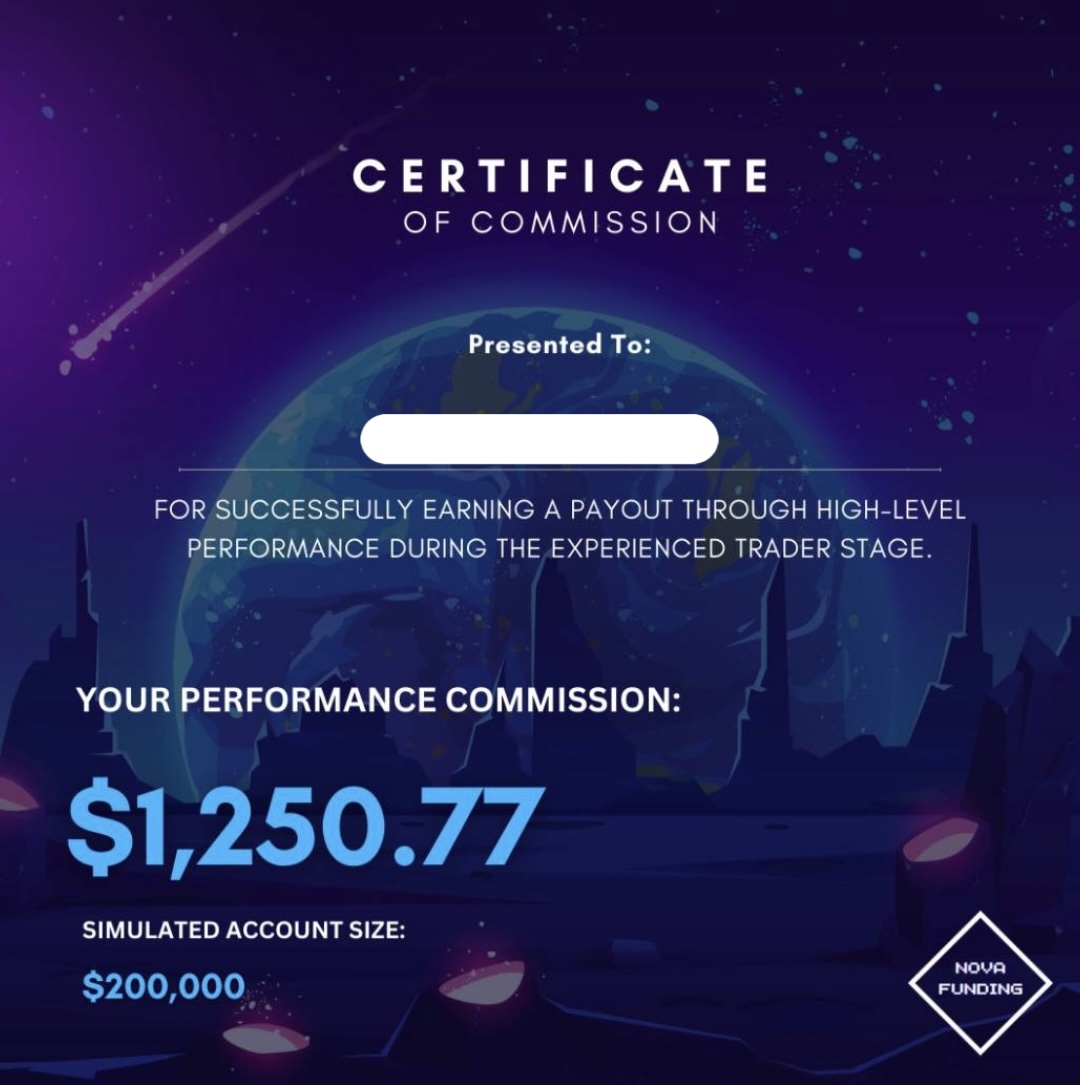 CERTIFICATE
OF COMMISSION
Presented To:
FOR SUCCESSFULLY EARNING A PAYOUT THROUGH HIGH-LEVEL
PERFORMANCE DURING THE EXPERIENCED TRADER STAGE.
YOUR PERFORMANCE COMMISSION:
$1,250.77
SIMULATED ACCOUNT SIZE:
$200,000
NOVA
FUNDING